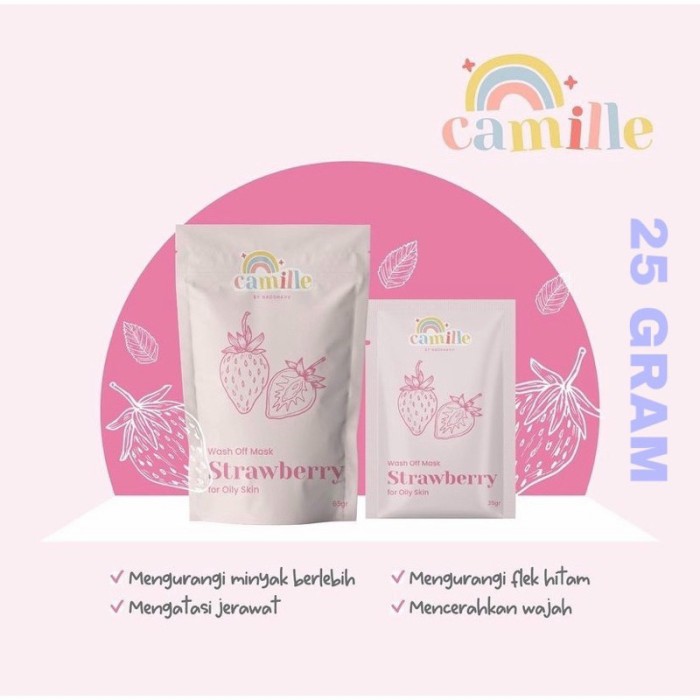 camille
25 GRAM
camille
Wash Off Mask
Strawberry
for Oily Skin
camille
Wash Off Mask
Strawberry
for Oily Skin
25gr
✓ Mengurangi minyak berlebih
✓ Mengatasi jerawat
✓ Mengurangi flek hitam
✓ Mencerahkan wajah